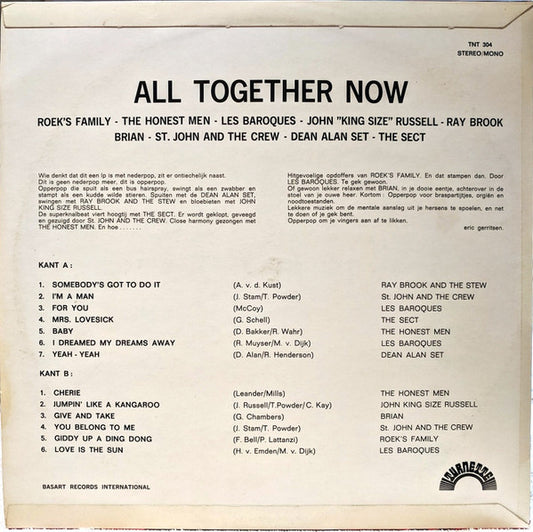 TNT 304
STEREO/MONO
ALL TOGETHER NOW
ROEK'S FAMILY - THE HONEST MEN - LES BAROQUES - JOHN "KING SIZE" RUSSELL - RAY BROOK
BRIAN - ST. JOHN AND THE CREW - DEAN ALAN SET - THE SECT
Wie denkt dat dit een lp is met nederpop, zit er ontiechelijk naast.
Dit is geen nederpop meer, dit is opperpop.
Opperpop die spuit als een bus hairspray, swingt als een zwabber en
stampt als een kudde wilde stieren. Spuiten met de DEAN ALAN SET,
swingen met RAY BROOK AND THE STEW en bloebieten met JOHN
KING SIZE RUSSELL.
De superknalbeat viert hoogtij met THE SECT. Er wordt geklopt, geveegd
en gezuigd door St. JOHN AND THE CREW. Close harmony gezongen met
THE HONEST MEN. En hoe .......
Hitgevoelige opdoffers van ROEK'S FAMILY. En dat stampen dan. Door
LES BAROQUES. Te gek gewoon.
Of gewoon lekker relaxen met BRIAN, in je dooie eentje, achterover in de
stoel van je ouwe heer. Kortom : Opperpop voor braspartijtjes, orgiën en
noodtoestanden.
Lekkere muziek om de mentale aanslag uit je hersens te spoelen, en net
te doen of je gek bent.
Opperpop om je vingers aan af te likken.
eric gerritsen.
KANT A :
1. SOMEBODY'S GOT TO DO IT (A. v. d. Kust) RAY BROOK AND THE STEW
2. I'M A MAN (J. Stam/T. Powder) St. JOHN AND THE CREW
3. FOR YOU (McCoy) LES BAROQUES
4. MRS. LOVESICK (G. Schell) THE SECT
5. BABY (D. Bakker/R. Wahr) THE HONEST MEN
6. I DREAMED MY DREAMS AWAY (R. Muyser/M. v. Dijk) LES BAROQUES
7. YEAH - YEAH (D. Alan/R. Henderson) DEAN ALAN SET
KANT B :
1. CHERIE (Leander/Mills) THE HONEST MEN
2. JUMPIN' LIKE A KANGAROO (J. Russell/T.Powder/C. Kay) JOHN KING SIZE RUSSELL
3. GIVE AND TAKE (G. Chambers) BRIAN
4. YOU BELONG TO ME (J. Stam/T. Powder) St. JOHN AND THE CREW
5. GIDDY UP A DING DONG (F. Bell/P. Lattanzi) ROEK'S FAMILY
6. LOVE IS THE SUN (H. v. Emden/M. v. Dijk) LES BAROQUES
BASART RECORDS INTERNATIONAL
TOURNETTE